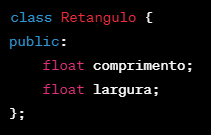 class Retangulo {
public:
    float comprimento;
    float largura;
};